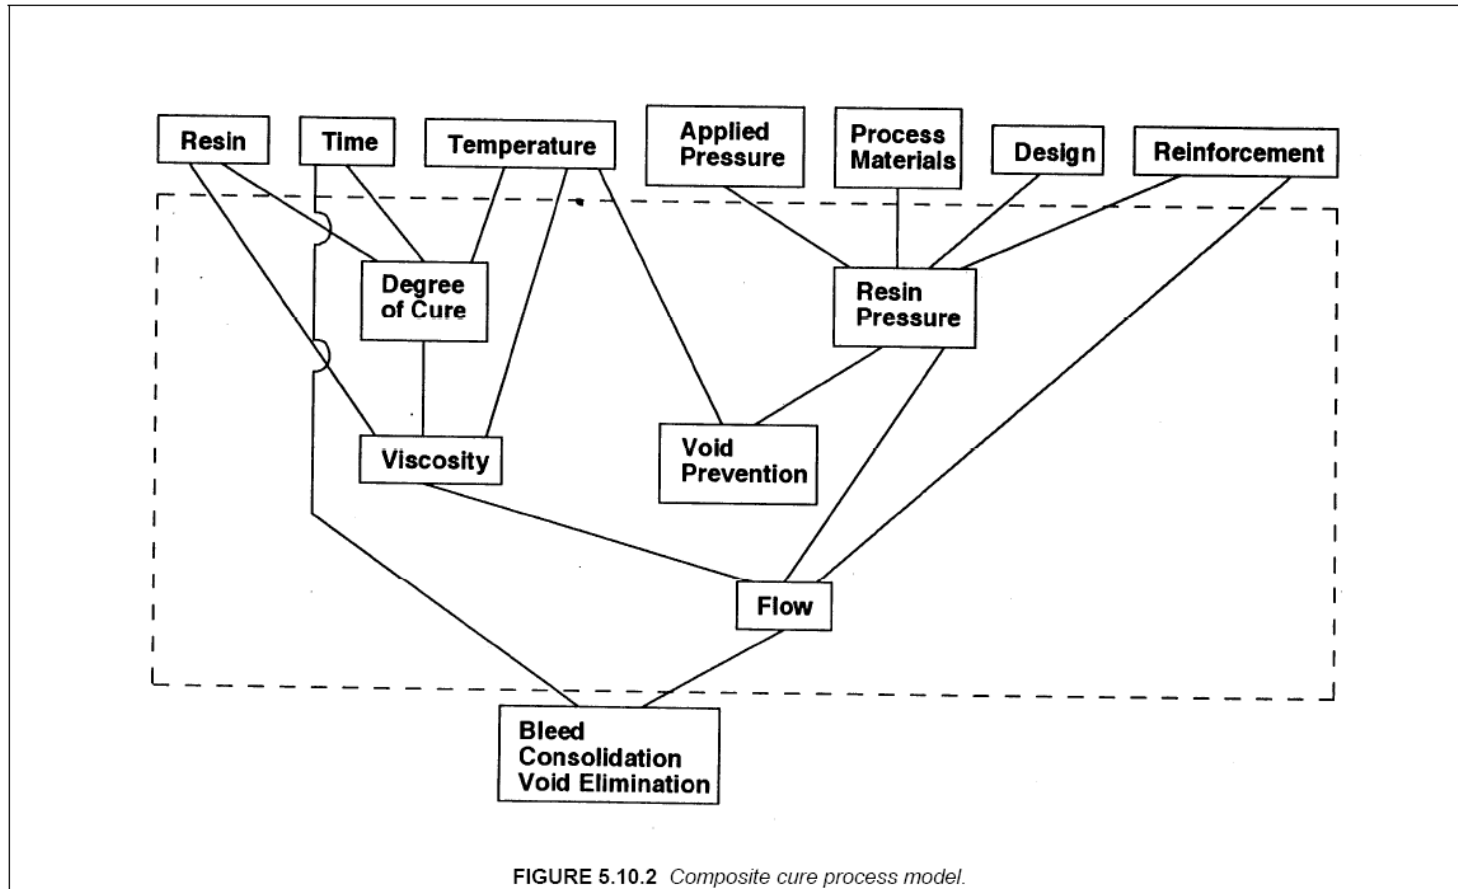 Resin
Time
Temperature
Applied
Pressure
Process
Materials
Design
Reinforcement
Degree
of Cure
Resin
Pressure
Viscosity
Void
Prevention
Flow
Bleed
Consolidation
Void Elimination
FIGURE 5.10.2 Composite cure process model.